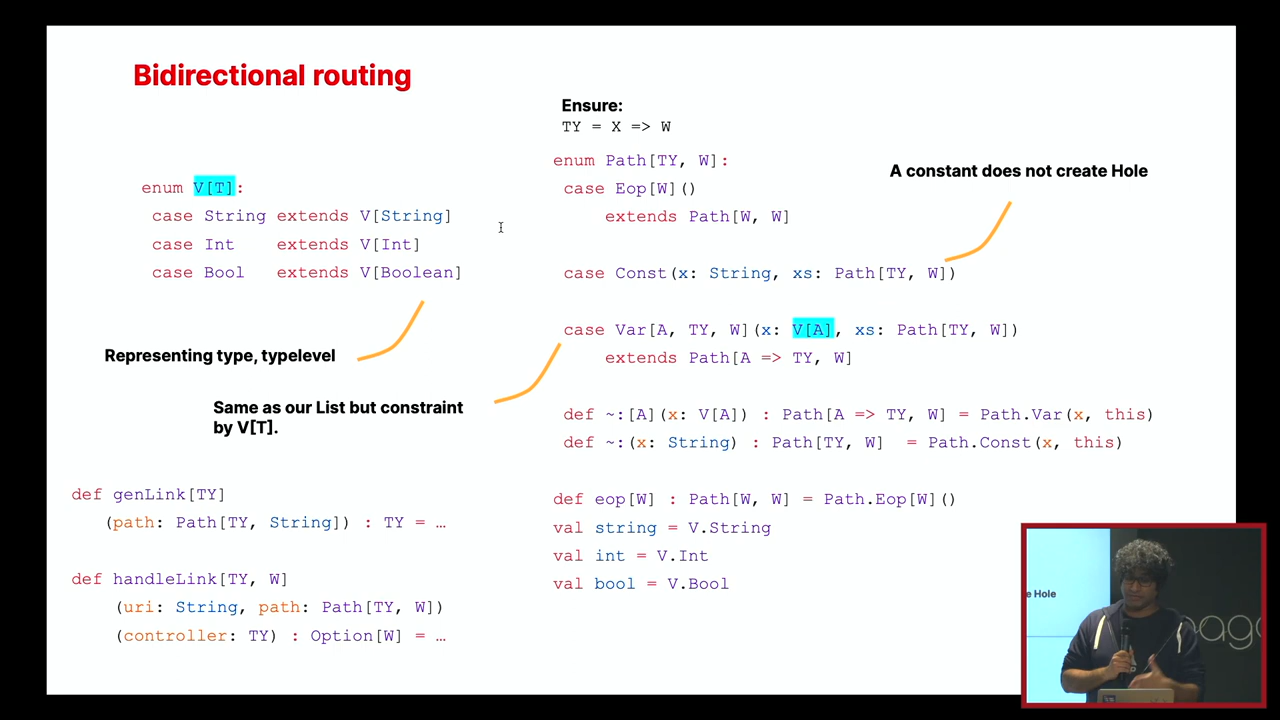 Bidirectional routing
enum V[T]:
case String extends V[String]
case Int extends V[Int]
case Bool extends V[Boolean]
Representing type, typelevel
Same as our List but constraint
by V[T].
def genLink[TY]
(path: Path[TY, String]) : TY = …
def handleLink[TY, W]
(uri: String, path: Path[TY, W])
(controller: TY) : Option[W] = …
Ensure:
TY = X => W
enum Path[TY, W]:
case Eop[W]()
extends Path[W, W]
case Const(x: String, xs: Path[TY, W])
case Var[A, TY, W](x: V[A], xs: Path[TY, W])
extends Path[A => TY, W]
def ~:[A](x: V[A]) : Path[A => TY, W] = Path.Var(x, this)
def ~:(x: String) : Path[TY, W] = Path.Const(x, this)
def eop[W] : Path[W, W] = Path.Eop[W]()
val string = V.String
val int = V.Int
val bool = V.Bool
A constant does not create Hole
e Hole